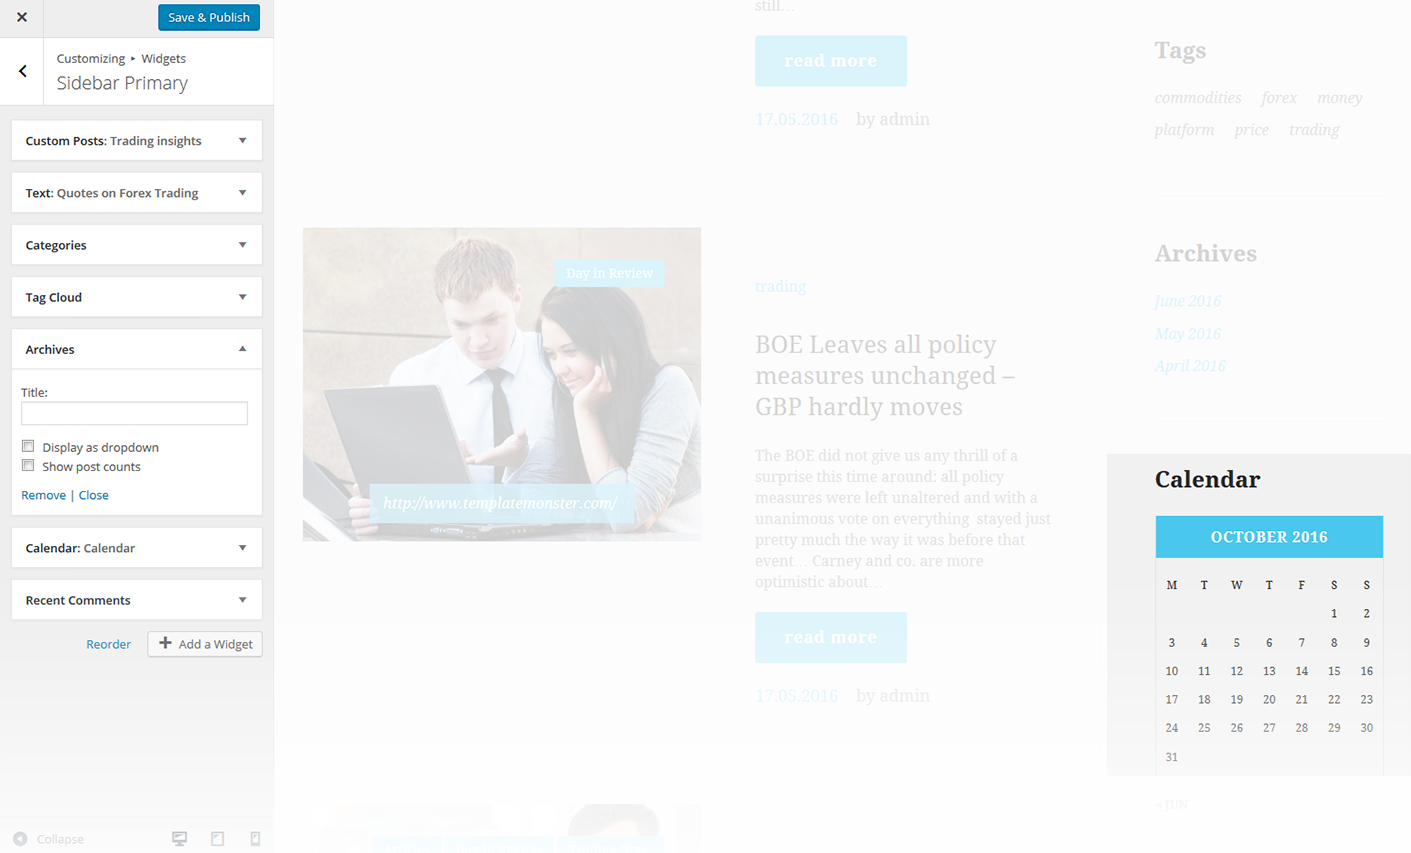 Save & Publish
Customizing ▸ Widgets
Sidebar Primary
Custom Posts: Trading insights
Text: Quotes on Forex Trading
Categories
Tag Cloud
Archives
Title:
Display as dropdown
Show post counts
Remove | Close
Calendar: Calendar
Recent Comments
Reorder
Add a Widget
Collapse
still…
read more
17.05.2016 by admin
Day in Review
http://www.templatemonster.com/
trading
BOE Leaves all policy
measures unchanged –
GBP hardly moves
The BOE did not give us any thrill of a
surprise this time around: all policy
measures were left unaltered and with a
unanimous vote on everything stayed just
pretty much the way it was before that
event… Carney and co. are more
optimistic about…
read more
17.05.2016 by admin
Tags
commodities forex money
platform price trading
Archives
June 2016
May 2016
April 2016
Calendar
OCTOBER 2016
M T W T F S S
1 2
3 4 5 6 7 8 9
10 11 12 13 14 15 16
17 18 19 20 21 22 23
24 25 26 27 28 29 30
31
« JUN